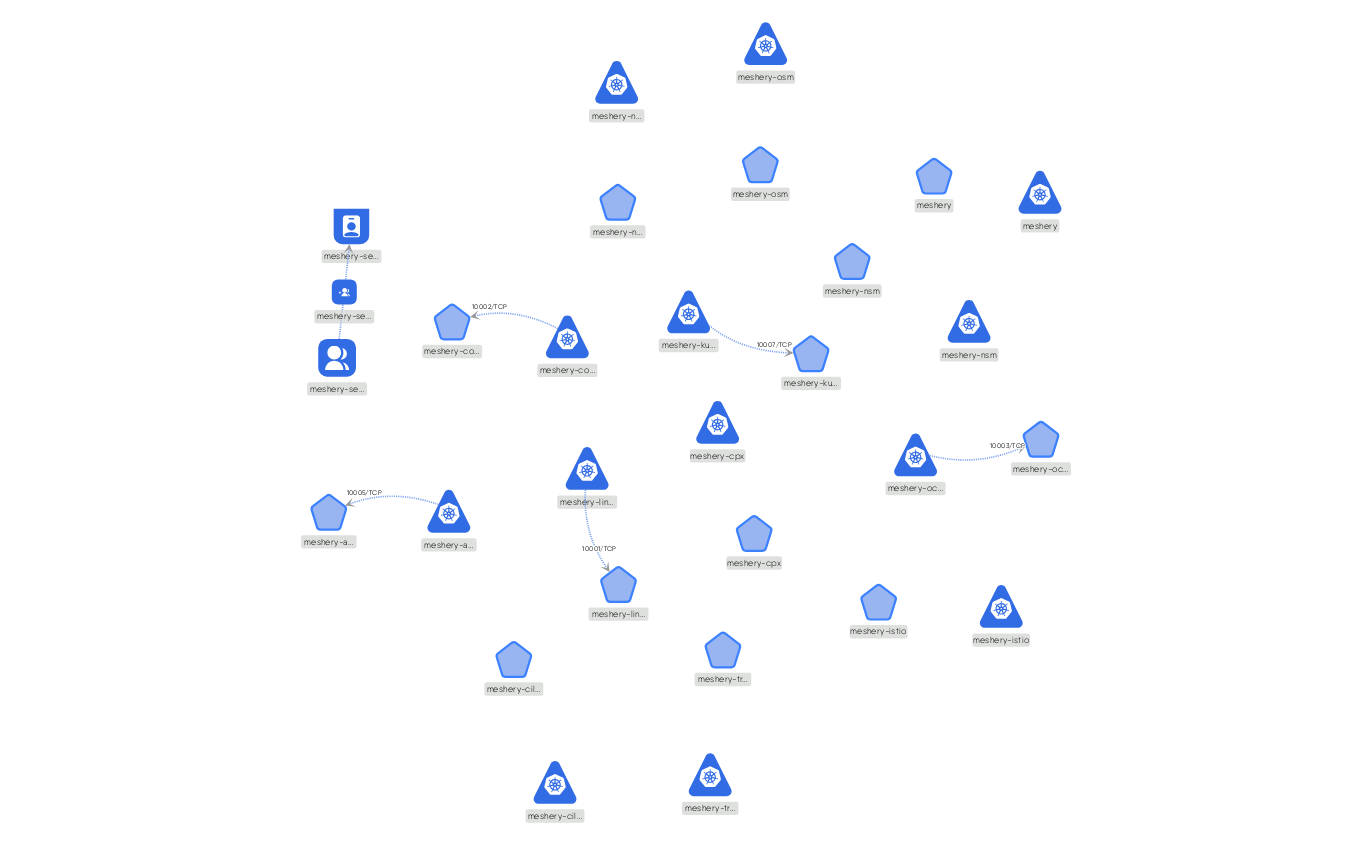 meshery-osm
meshery-n...
meshery-osm
meshery
meshery
meshery-n...
meshery-se...
meshery-nsm
meshery-se...
10002/TCP
meshery-co...
meshery-co...
meshery-ku...
10007/TCP
meshery-ku...
meshery-nsm
meshery-se...
meshery-cpx
10003/TCP
meshery-oc...
meshery-oc...
10005/TCP
meshery-a...
meshery-a...
meshery-lin...
10001/TCP
meshery-lin...
meshery-cpx
meshery-istio
meshery-istio
meshery-cil...
meshery-tr...
meshery-tr...
meshery-cil...